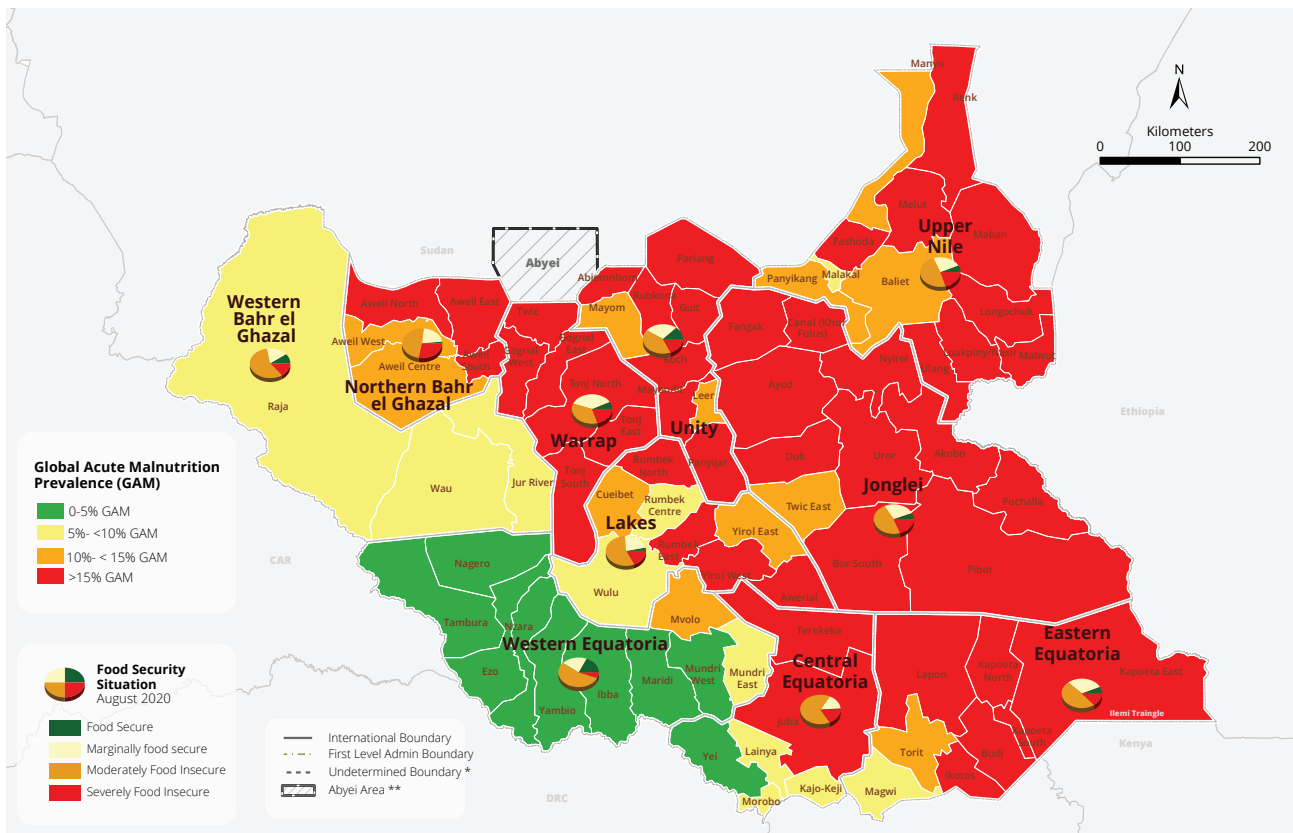 Manyo
Renk
N
Kilometers
0 100 200
Melut
Upper
Nile
Maban
Fashoda
Sudan
Abyei
Pariang
Abiemnhom
Panyikang
Malakal
Baliet
Rubkona
Guit
Mayom
Longochuk
Western
Bahr el
Ghazal
Aweil North
Aweil East
Twic
Fangak
Canal (Khor
Fulus)
Aweil West
Gogrial
East
Gogrial
West
Aweil
South
Aweil Centre
Koch
Nyirol
Ulang
Luakpiny/Nasir
Maiwut
Northern Bahr
el Ghazal
Tonj North
Mayendit
Leer
Ayod
Raja
Tonj
East
Unity
Warrap
Ethiopia
Duk
Uror
Akobo
Rumbek
North
Panyijar
Tonj
South
Jur River
Wau
Jonglei
Cueibet
Rumbek
Centre
Twic East
Pochalla
Lakes
Yirol East
Rumbek
East
Global Acute Malnutrition
Prevalence (GAM)
0-5% GAM
5%- <10% GAM
10%- < 15% GAM
>15% GAM
CAR
Nagero
Bor South
Pibor
Yirol West
Wulu
Awerial
Mvolo
Tambura
Nzara
Terekeka
Western Equatoria
Eastern
Equatoria
Central
Equatoria
Ezo
Ibba
Maridi
Mundri
West
Mundri
East
Lapon
Kapoeta
North
Kapoeta East
Yambio
Juba
Ilemi Traingle
Kapoeta
South
Kenya
Yei
Lainya
Torit
Budi
Ikotos
Morobo
Kajo-Keji
Magwi
DRC
Food Security
Situation
August 2020
Food Secure
Marginally food secure
Moderately Food Insecure
Severely Food Insecure
International Boundary
First Level Admin Boundary
Undetermined Boundary *
Abyei Area **